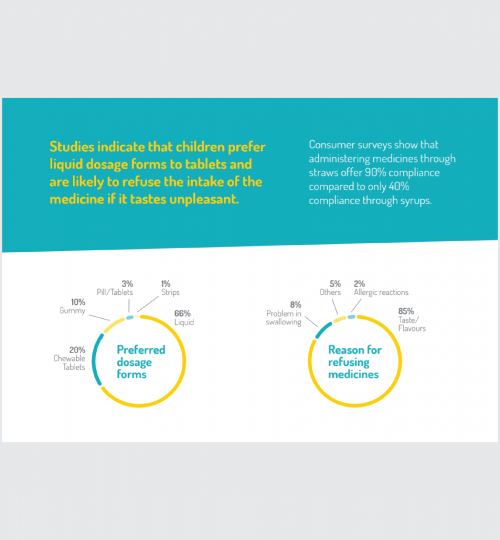 Studies indicate that children prefer
liquid dosage forms to tablets and
are likely to refuse the intake of the
medicine if it tastes unpleasant.
Consumer surveys show that
administering medicines through
straws offer 90% compliance
compared to only 40%
compliance through syrups.
3%
Pill/Tablets
1%
Strips
10%
Gummy
66%
Liquid
20%
Chewable
Tablets
Preferred
dosage
forms
5%
Others
2%
Allergic reactions
8%
Problem in
swallowing
85%
Taste/
Flavours
Reason for
refusing
medicines